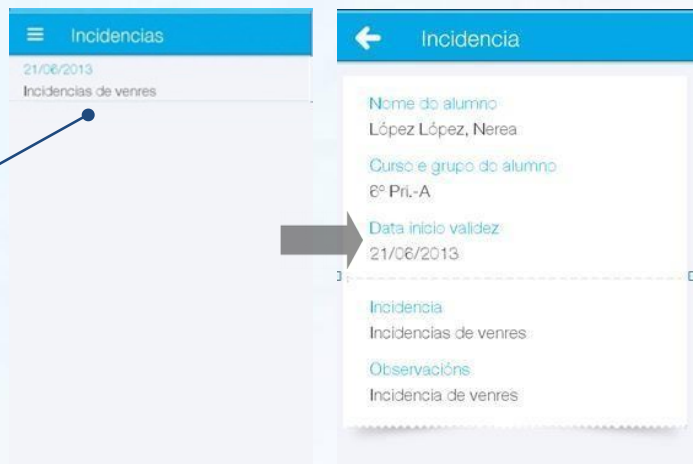 Incidencias
21/06/2013
Incidencias de venres
Incidencia
Nome do alumno
López López, Nerea
Curso e grupo do alumno
6º Pri.-A
Data inicio validez
21/06/2013
Incidencia
Incidencias de venres
Observacións
Incidencia de venres